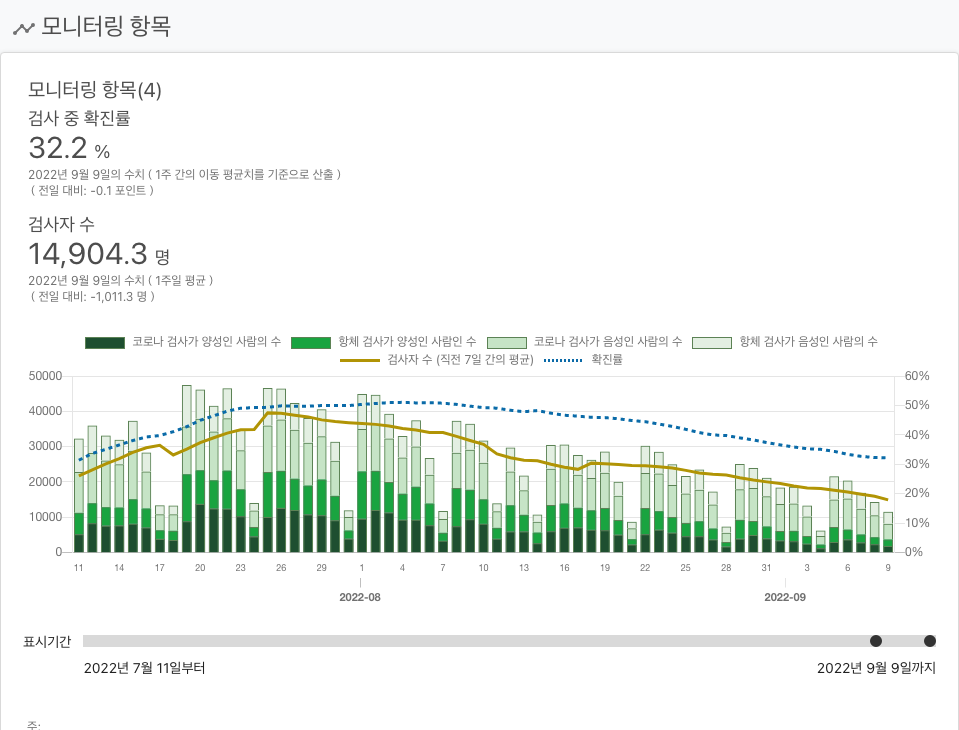 모니터링 항목
모니터링 항목(4)
검사 중 확진률
32.2 %
2022년 9월 9일의 수치 ( 1주 간의 이동 평균치를 기준으로 산출 )
( 전일 대비: -0.1 포인트 )
검사자 수
14,904.3 명
2022년 9월 9일의 수치 ( 1주일 평균 )
( 전일 대비: -1,011.3 명 )
코로나 검사가 양성인 사람의 수 항체 검사가 양성인 사람인 수 코로나 검사가 음성인 사람의 수 항체 검사가 음성인 사람의 수
검사자 수 (직전 7일 간의 평균) 확진률
50000 60%
50%
40000
40%
30000
30%
20000
20%
10000
10%
0 0%
11 14 17 20 23 26 29 1 4 7 10 13 16 19 22 25 28 31 3 6 9
2022-08 2022-09
표시기간
2022년 7월 11일부터 2022년 9월 9일까지
주: